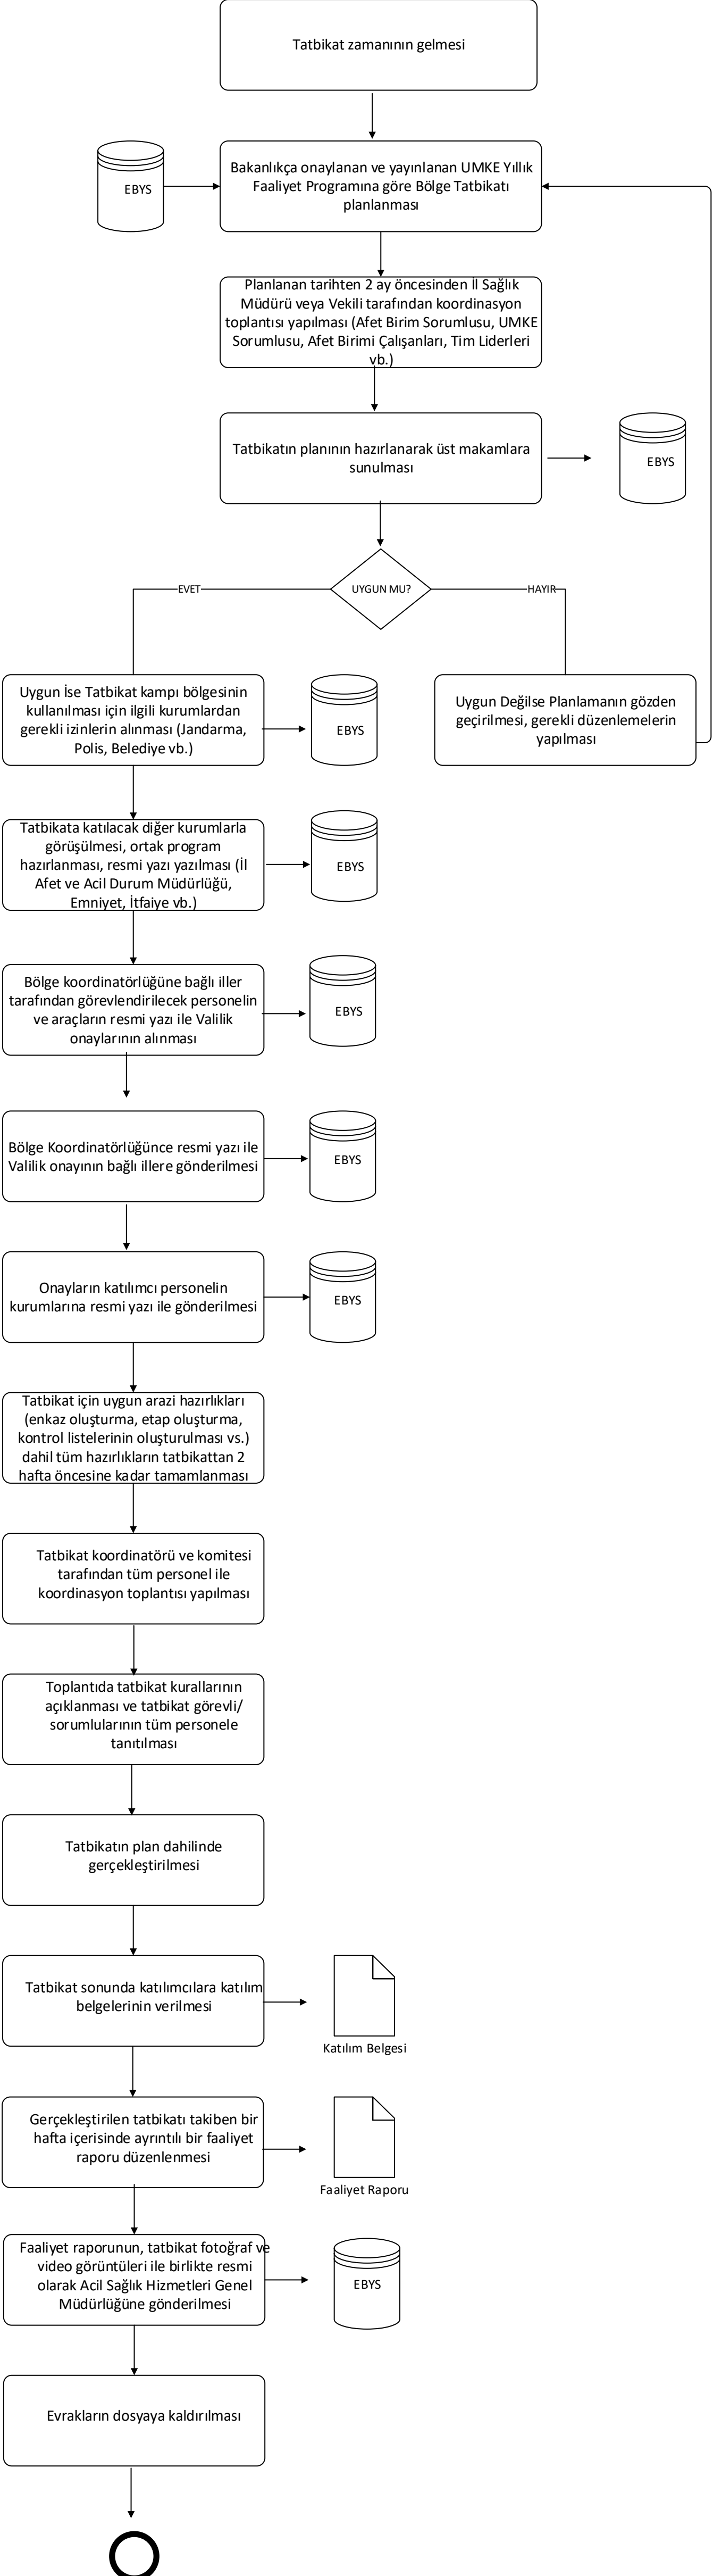 Tatbikat zamanının gelmesi
EBYS
Bakanlıkça onaylanan ve yayınlanan UMKE Yıllık
Faaliyet Programına göre Bölge Tatbikatı
planlanması
Planlanan tarihten 2 ay öncesinden İl Sağlık
Müdürü veya Vekili tarafından koordinasyon
toplantısı yapılması (Afet Birim Sorumlusu, UMKE
Sorumlusu, Afet Birimi Çalışanları, Tim Liderleri
vb.)
Tatbikatın planının hazırlanarak üst makamlara
sunulması
EBYS
UYGUN MU?
EVET
HAYIR
Uygun İse Tatbikat kampı bölgesinin
kullanılması için ilgili kurumlardan
gerekli izinlerin alınması (Jandarma,
Polis, Belediye vb.)
EBYS
Uygun Değilse Planlamanın gözden
geçirilmesi, gerekli düzenlemelerin
yapılması
Tatbikata katılacak diğer kurumlarla
görüşülmesi, ortak program
hazırlanması, resmi yazı yazılması (İl
Afet ve Acil Durum Müdürlüğü,
Emniyet, İtfaiye vb.)
EBYS
Bölge koordinatörlüğüne bağlı iller
tarafından görevlendirilecek personelin
ve araçların resmi yazı ile Valilik
onaylarının alınması
EBYS
Bölge Koordinatörlüğünce resmi yazı ile
Valilik onayının bağlı illere gönderilmesi
EBYS
Onayların katılımcı personelin
kurumlarına resmi yazı ile gönderilmesi
EBYS
Tatbikat için uygun arazi hazırlıkları
(enkaz oluşturma, etap oluşturma,
kontrol listelerinin oluşturulması vs.)
dahil tüm hazırlıkların tatbikattan 2
hafta öncesine kadar tamamlanması
Tatbikat koordinatörü ve komitesi
tarafından tüm personel ile
koordinasyon toplantısı yapılması
Toplantıda tatbikat kurallarının
açıklanması ve tatbikat görevli/
sorumlularının tüm personele
tanıtılması
Tatbikatın plan dahilinde
gerçekleştirilmesi
Tatbikat sonunda katılımcılara katılım
belgelerinin verilmesi
Katılım Belgesi
Gerçekleştirilen tatbikatı takiben bir
hafta içerisinde ayrıntılı bir faaliyet
raporu düzenlenmesi
Faaliyet Raporu
Faaliyet raporunun, tatbikat fotoğraf ve
video görüntüleri ile birlikte resmi
olarak Acil Sağlık Hizmetleri Genel
Müdürlüğüne gönderilmesi
EBYS
Evrakların dosyaya kaldırılması